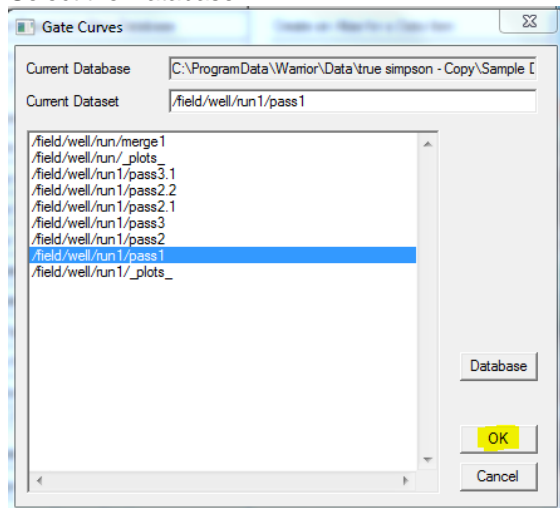 Gate Curves
Current Database C:\ProgramData\Warrior\Data\true simpson - Copy\Sample D
Current Dataset /field/well/run1/pass1
/field/well/run/merge1
/field/well/run/_plots_
/field/well/run1/pass3.1
/field/well/run1/pass2.2
/field/well/run1/pass2.1
/field/well/run1/pass3
/field/well/run1/pass2
/field/well/run1/pass1
/field/well/run1/_plots_
Database
OK
Cancel